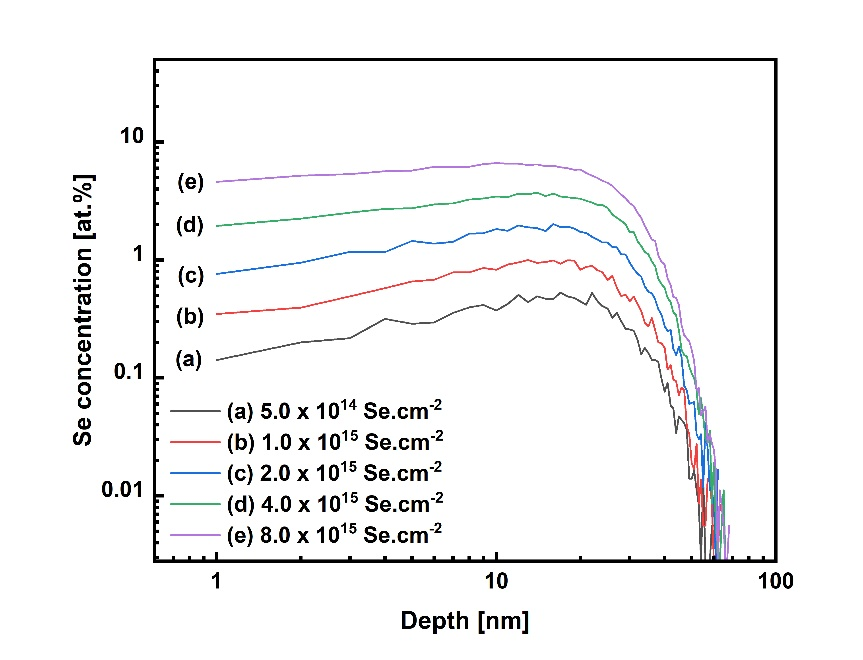 10
1
0.1
0.01
Se concentration [at.%]
(e)
(d)
(c)
(b)
(a)
(a) 5.0 x 10¹⁴ Se.cm⁻²
(b) 1.0 x 10¹⁵ Se.cm⁻²
(c) 2.0 x 10¹⁵ Se.cm⁻²
(d) 4.0 x 10¹⁵ Se.cm⁻²
(e) 8.0 x 10¹⁵ Se.cm⁻²
1 10 100
Depth [nm]